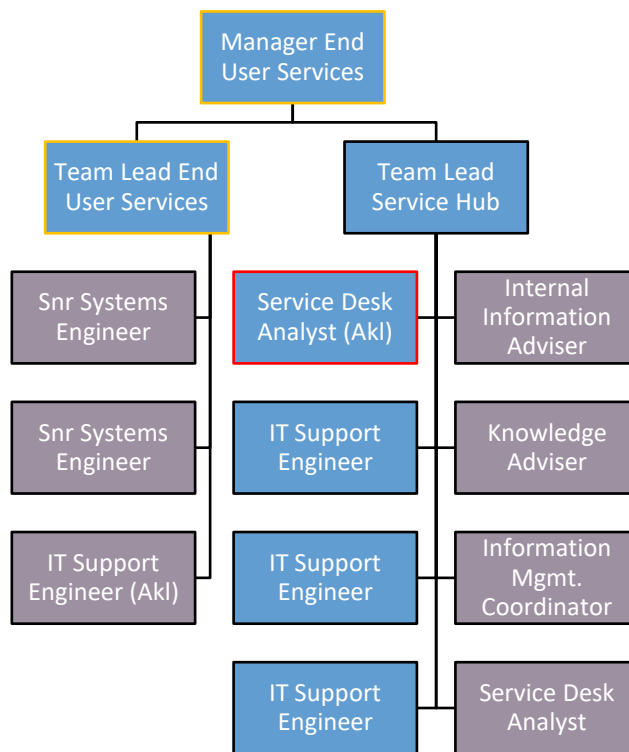 Manager End
User Services
Team Lead End
User Services
Team Lead
Service Hub
Snr Systems
Engineer
Service Desk
Analyst (Akl)
Internal
Information
Adviser
Snr Systems
Engineer
IT Support
Engineer
Knowledge
Adviser
IT Support
Engineer (Akl)
IT Support
Engineer
Information
Mgmt.
Coordinator
IT Support
Engineer
Service Desk
Analyst